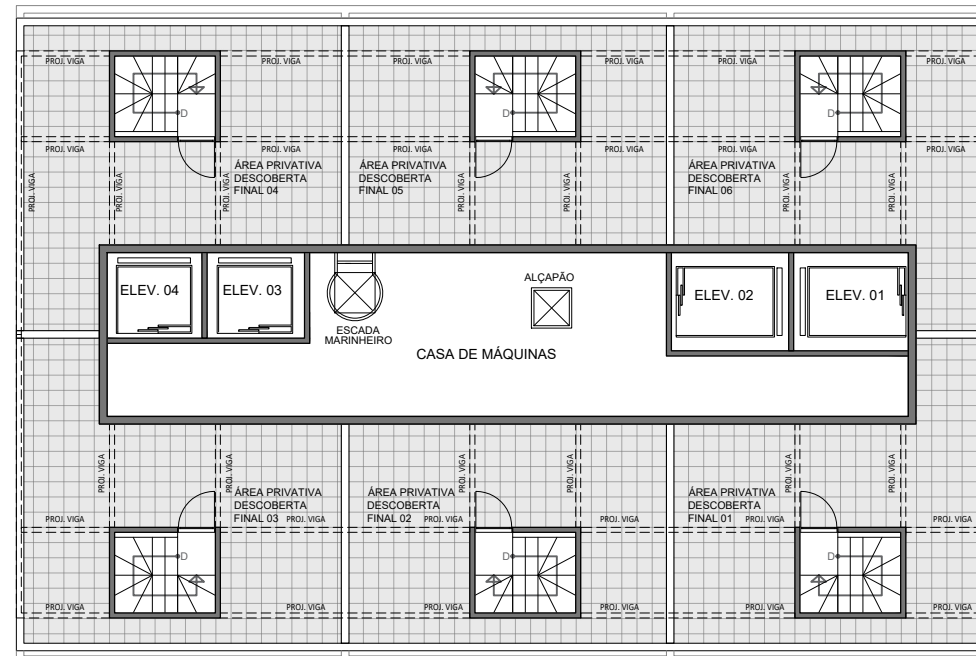 PROJ. VIGA PROJ. VIGA PROJ. VIGA PROJ. VIGA PROJ. VIGA PROJ. VIGA
D D D
PROJ. VIGA PROJ. VIGA PROJ. VIGA PROJ. VIGA PROJ. VIGA PROJ. VIGA
ÁREA PRIVATIVA
DESCOBERTA
FINAL 04
ÁREA PRIVATIVA
DESCOBERTA
FINAL 05
ÁREA PRIVATIVA
DESCOBERTA
FINAL 06
PROJ. VIGA PROJ. VIGA PROJ. VIGA PROJ. VIGA PROJ. VIGA PROJ. VIGA PROJ. VIGA
ELEV. 04
ELEV. 03
ESCADA
MARINHEIRO
ALÇAPÃO
CASA DE MÁQUINAS
ELEV. 02
ELEV. 01
PROJ. VIGA PROJ. VIGA PROJ. VIGA PROJ. VIGA PROJ. VIGA PROJ. VIGA
ÁREA PRIVATIVA
DESCOBERTA
FINAL 03
ÁREA PRIVATIVA
DESCOBERTA
FINAL 02
ÁREA PRIVATIVA
DESCOBERTA
FINAL 01
PROJ. VIGA PROJ. VIGA PROJ. VIGA PROJ. VIGA PROJ. VIGA PROJ. VIGA
D D D
PROJ. VIGA PROJ. VIGA PROJ. VIGA PROJ. VIGA PROJ. VIGA PROJ. VIGA